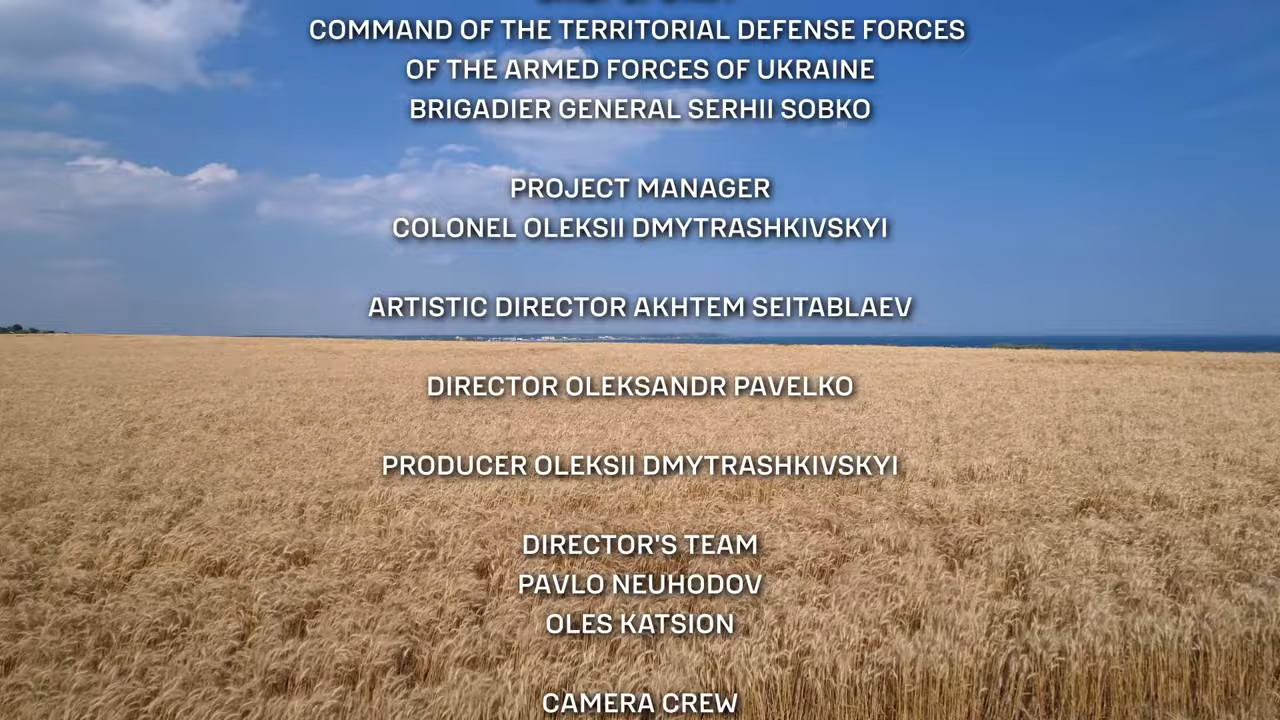 COMMAND OF THE TERRITORIAL DEFENSE FORCES
OF THE ARMED FORCES OF UKRAINE
BRIGADIER GENERAL SERHII SOBKO
PROJECT MANAGER
COLONEL OLEKSII DMYTRASHKIVSKYI
ARTISTIC DIRECTOR AKHTEM SEITABLAEV
DIRECTOR OLEKSANDR PAVELKO
PRODUCER OLEKSII DMYTRASHKIVSKYI
DIRECTOR'S TEAM
PAVLO NEUHODOV
OLES KATSION
CAMERA CREW